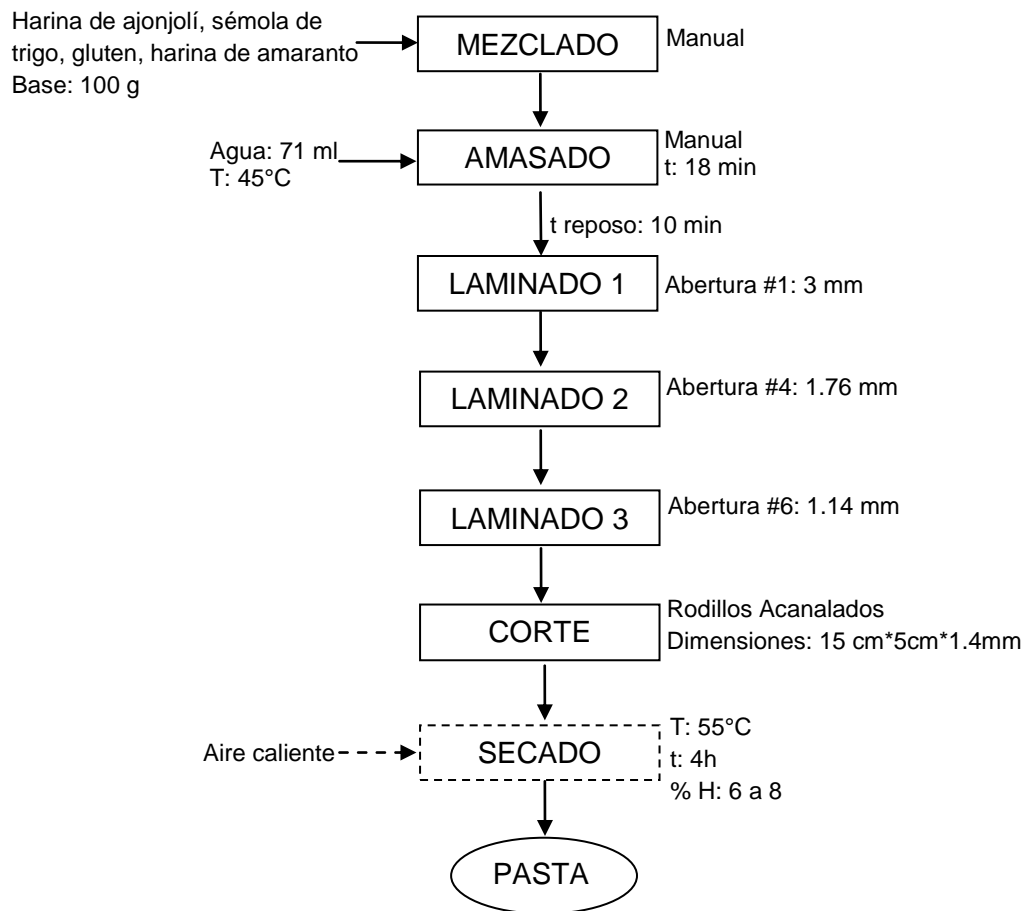 Harina de ajonjolí, sémola de
trigo, gluten, harina de amaranto
Base: 100 g
MEZCLADO
Manual
Agua: 71 ml
T: 45°C
AMASADO
Manual
t: 18 min
t reposo: 10 min
LAMINADO 1
Abertura #1: 3 mm
LAMINADO 2
Abertura #4: 1.76 mm
LAMINADO 3
Abertura #6: 1.14 mm
CORTE
Rodillos Acanalados
Dimensiones: 15 cm*5cm*1.4mm
Aire caliente
SECADO
T: 55°C
t: 4h
% H: 6 a 8
PASTA